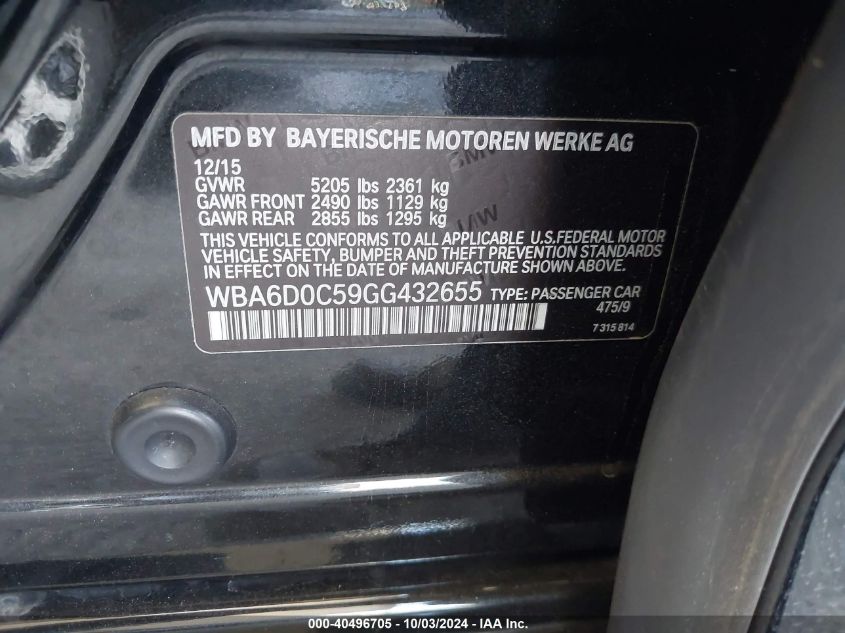 MFD BY BAYERISCHE MOTOREN WERKE AG
12/15
GVWR 5205 lbs 2361 kg
GAWR FRONT 2490 lbs 1129 kg
GAWR REAR 2855 lbs 1295 kg
THIS VEHICLE CONFORMS TO ALL APPLICABLE U.S.FEDERAL MOTOR
VEHICLE SAFETY, BUMPER AND THEFT PREVENTION STANDARDS
IN EFFECT ON THE DATE OF MANUFACTURE SHOWN ABOVE.
WBA6D0C59GG432655 TYPE: PASSENGER CAR
475/9
7 315 814
000-40496705 - 10/03/2024 - IAA Inc.